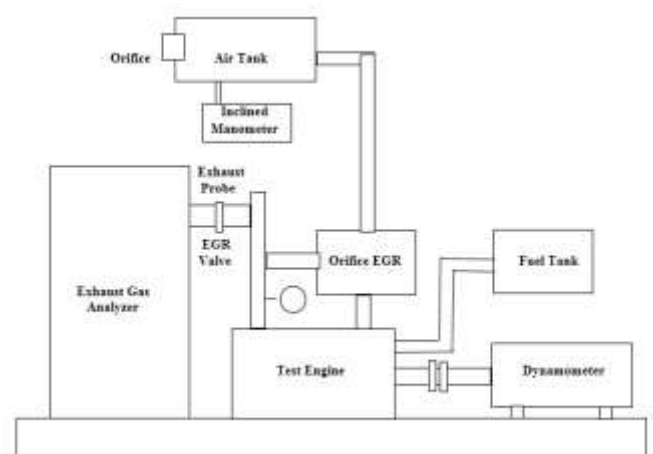 Orifice
Air Tank
Inclined
Manometer
Exhaust
Probe
EGR
Valve
Orifice EGR
Fuel Tank
Exhaust Gas
Analyzer
Test Engine
Dynamometer